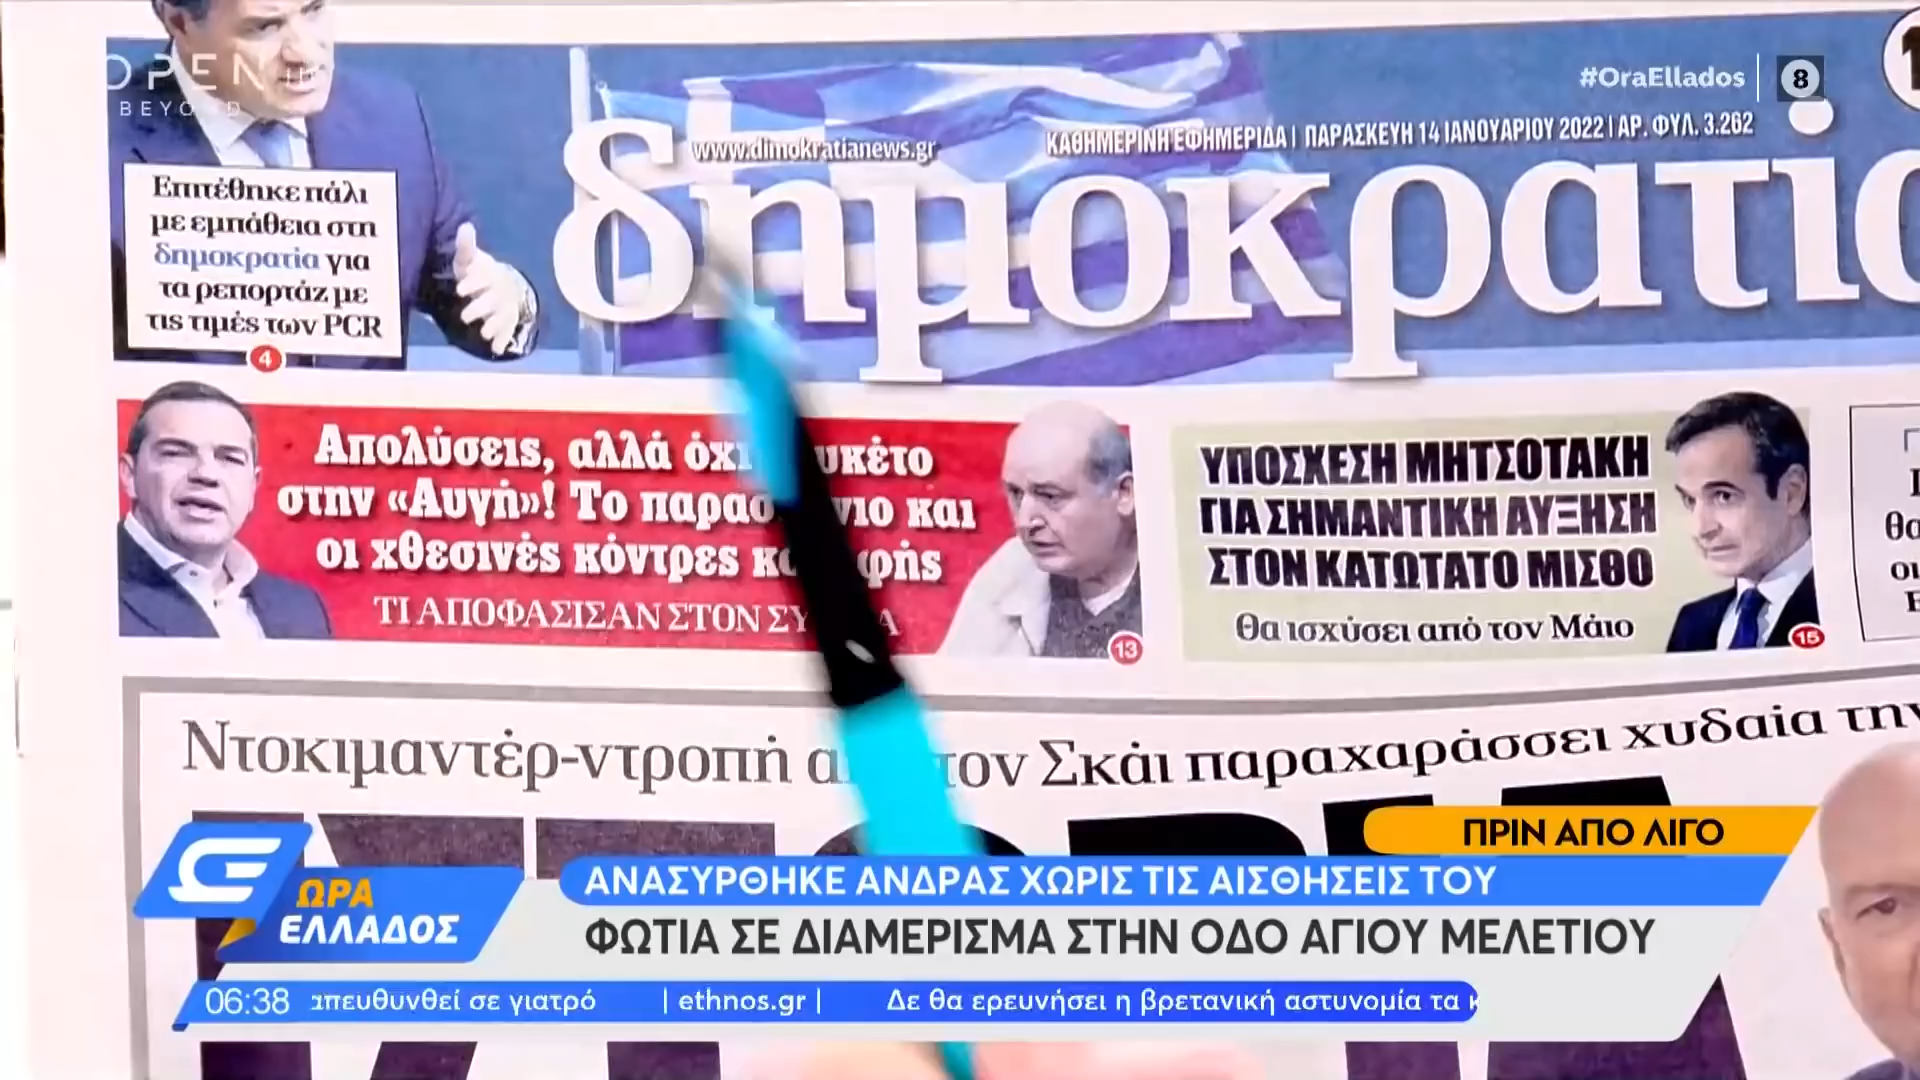 OPEN
BEYOND
#OraEllados
8
www.dimokratianews.gr
ΚΑΘΗΜΕΡΙΝΗ ΕΦΗΜΕΡΙΔΑ | ΠΑΡΑΣΚΕΥΗ 14 ΙΑΝΟΥΑΡΙΟΥ 2022 | ΑΡ. ΦΥΛ. 3.262
δημοκρατία
Επιτέθηκε πάλι
με εμπάθεια στη
δημοκρατία για
τα ρεπορτάζ με
τις τιμές των PCR
4
Απολύσεις, αλλά όχι
στην «Αυγή»! Το και
οι χθεσινές κόντρες
ΤΙ ΑΠΟΦΑΣΙΣΑΝ ΣΤΟΝ
13
ΥΠΟΣΧΕΣΗ ΜΗΤΣΟΤΑΚΗ
ΓΙΑ ΣΗΜΑΝΤΙΚΗ ΑΥΞΗΣΗ
ΣΤΟΝ ΚΑΤΩΤΑΤΟ ΜΙΣΘΟ
Θα ισχύσει από τον Μάιο
15
Ντοκιμαντέρ-ντροπή τον Σκάι παραχαράσσει χυδαία την
ΠΡΙΝ ΑΠΟ ΛΙΓΟ
ΩΡΑ
ΕΛΛΑΔΟΣ
ΑΝΑΣΥΡΘΗΚΕ ΑΝΔΡΑΣ ΧΩΡΙΣ ΤΙΣ ΑΙΣΘΗΣΕΙΣ ΤΟΥ
ΦΩΤΙΑ ΣΕ ΔΙΑΜΕΡΙΣΜΑ ΣΤΗΝ ΟΔΟ ΑΓΙΟΥ ΜΕΛΕΤΙΟΥ
06:38 απευθυνθεί σε γιατρό | ethnos.gr | Δε θα ερευνήσει η βρετανική αστυνομία τα